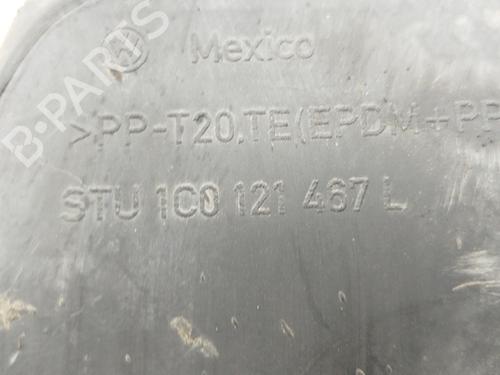 Mexico
>PP-T20,TE(EPDM+PP
STU 1C0 121 467 L
B-PARTS